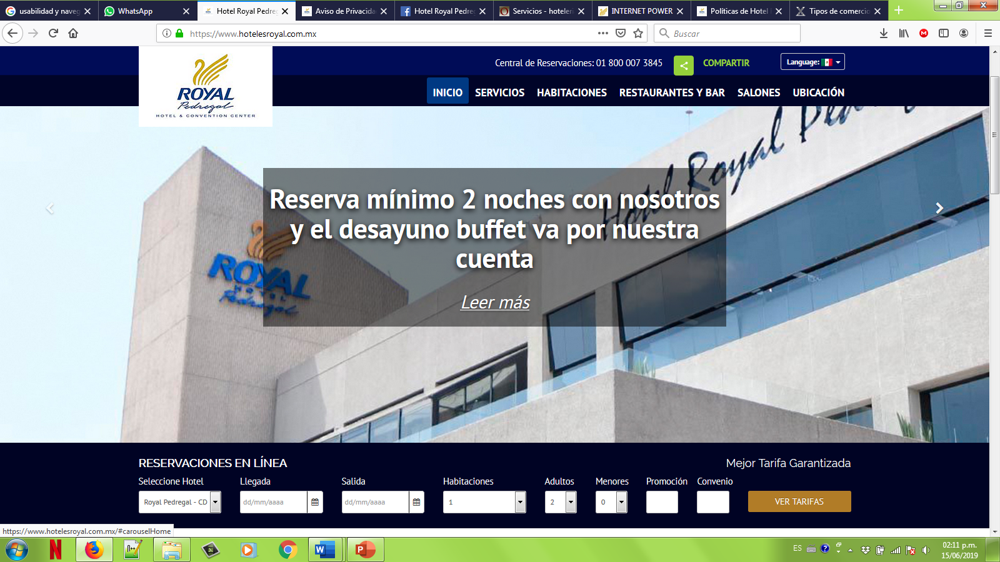 usabilidad y naveg
WhatsApp
Hotel Royal Pedreg
Aviso de Privacida
Hotel Royal Pedreg
Servicios - hoteleri
INTERNET POWER
Políticas de Hotel
Tipos de comercio
https://www.hotelesroyal.com.mx
Buscar
Central de Reservaciones: 01 800 007 3845
COMPARTIR
Language:
ROYAL
Pedregal
HOTEL & CONVENTION CENTER
INICIO SERVICIOS HABITACIONES RESTAURANTES Y BAR SALONES UBICACIÓN
Hotel Royal Pedre
Reserva mínimo 2 noches con nosotros
y el desayuno buffet va por nuestra
cuenta
Leer más
ROYAL
HOTEL
Pedregal
RESERVACIONES EN LÍNEA
Mejor Tarifa Garantizada
Seleccione Hotel Llegada Salida Habitaciones Adultos Menores Promoción Convenio
Royal Pedregal - CD dd/mm/aaaa dd/mm/aaaa 1 2 0 VER TARIFAS
https://www.hotelesroyal.com.mx/#carouselHome
ES
02:11 p.m.
15/06/2019